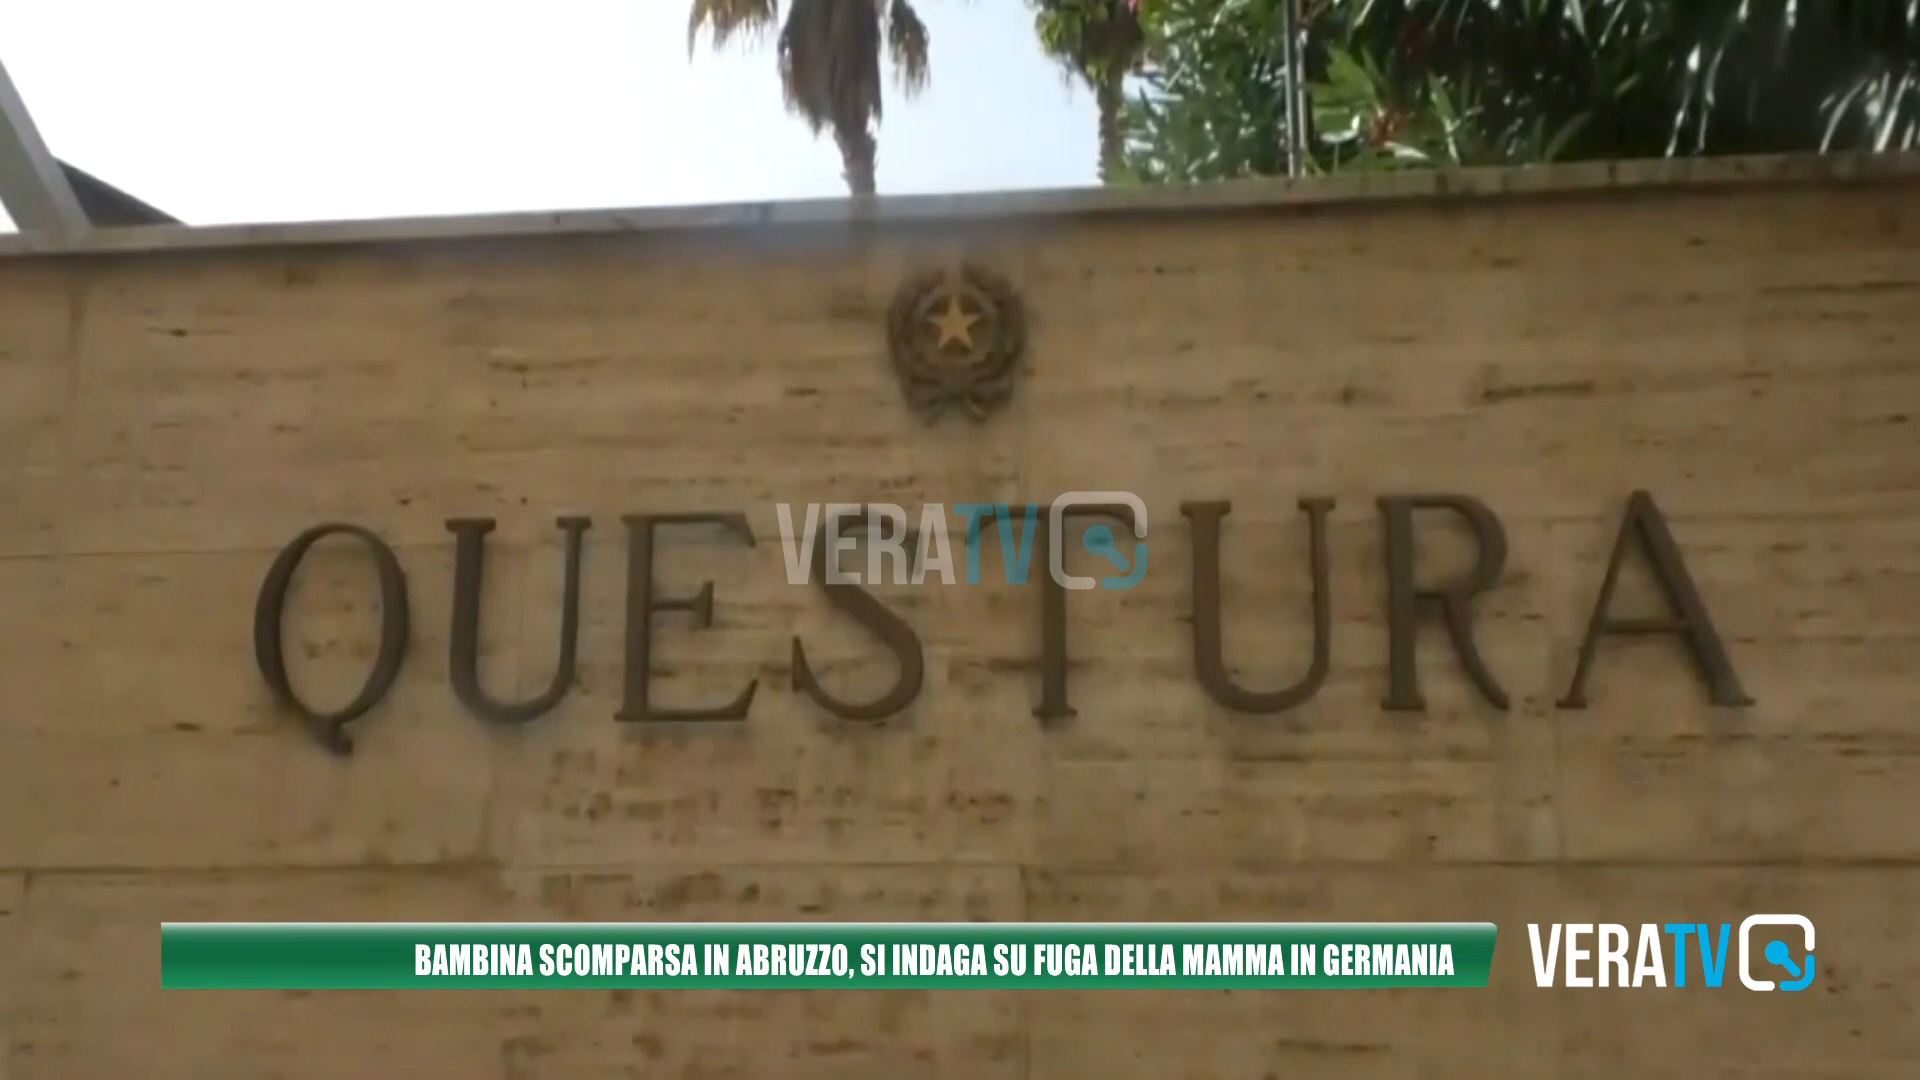 VERATV
QUESTURA
BAMBINA SCOMPARSA IN ABRUZZO, SI INDAGA SU FUGA DELLA MAMMA IN GERMANIA
VERATV